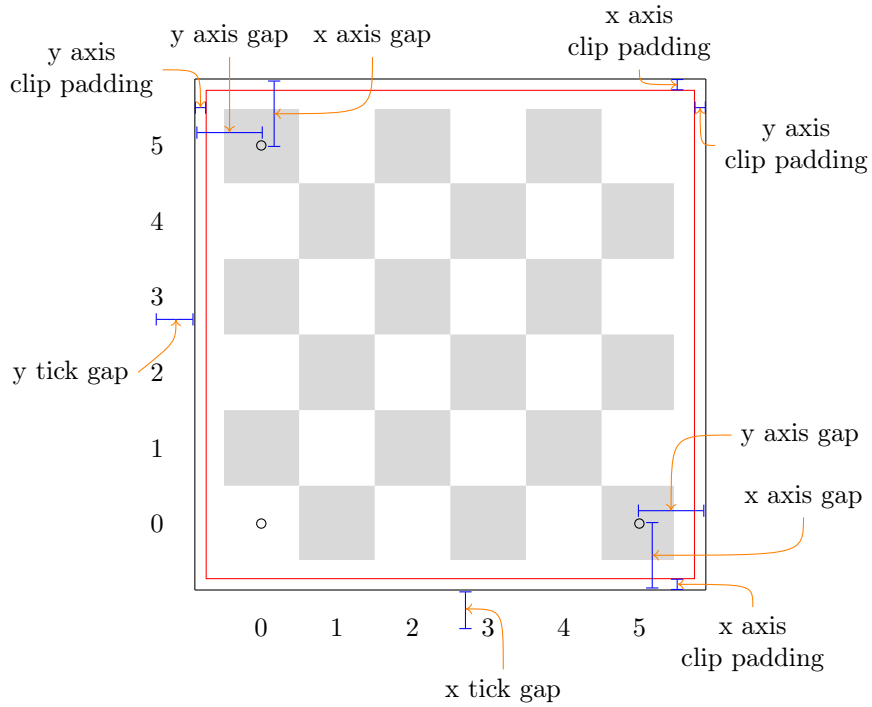 x axis
clip padding
y axis gap
x axis gap
y axis
clip padding
y axis
clip padding
5
4
3
2
1
0
y tick gap
y axis gap
x axis gap
0 1 2 3 4 5
x axis
clip padding
x tick gap